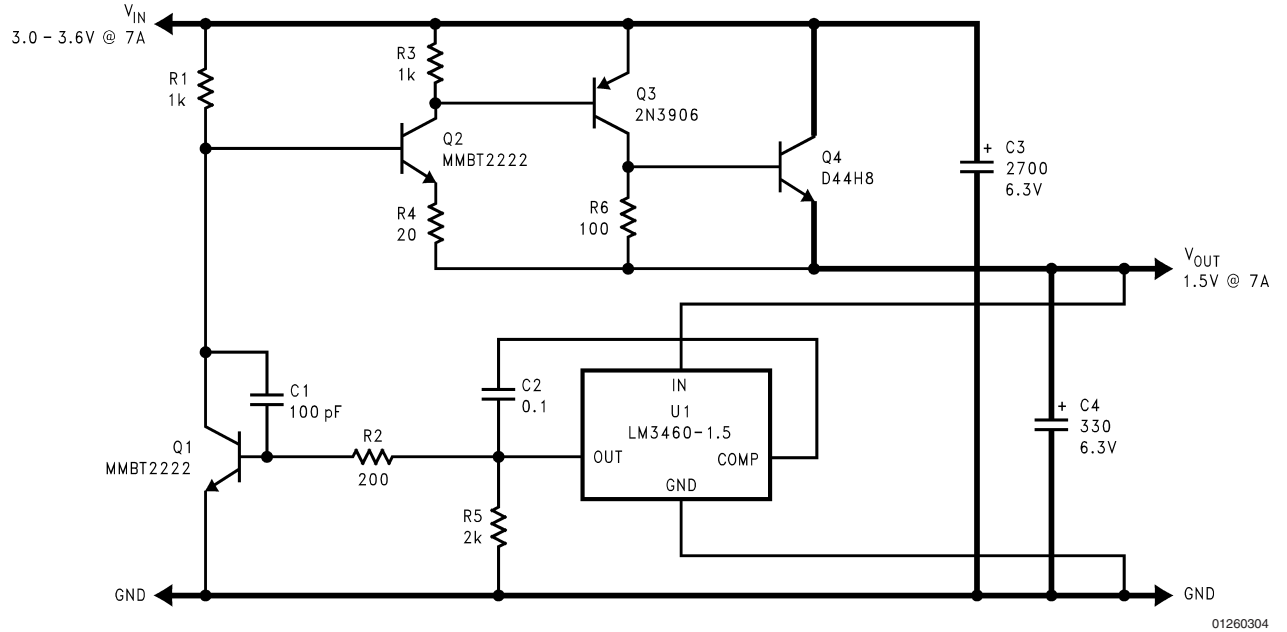 VIN
3.0 – 3.6V @ 7A
R1
1k
R3
1k
Q2
MMBT2222
R4
20
Q3
2N3906
R6
100
Q4
D44H8
+ C3
2700
6.3V
VOUT
1.5V @ 7A
C1
100 pF
Q1
MMBT2222
R2
200
C2
0.1
IN
U1
LM3460-1.5
OUT
COMP
GND
R5
2k
+ C4
330
6.3V
GND
GND
01260304